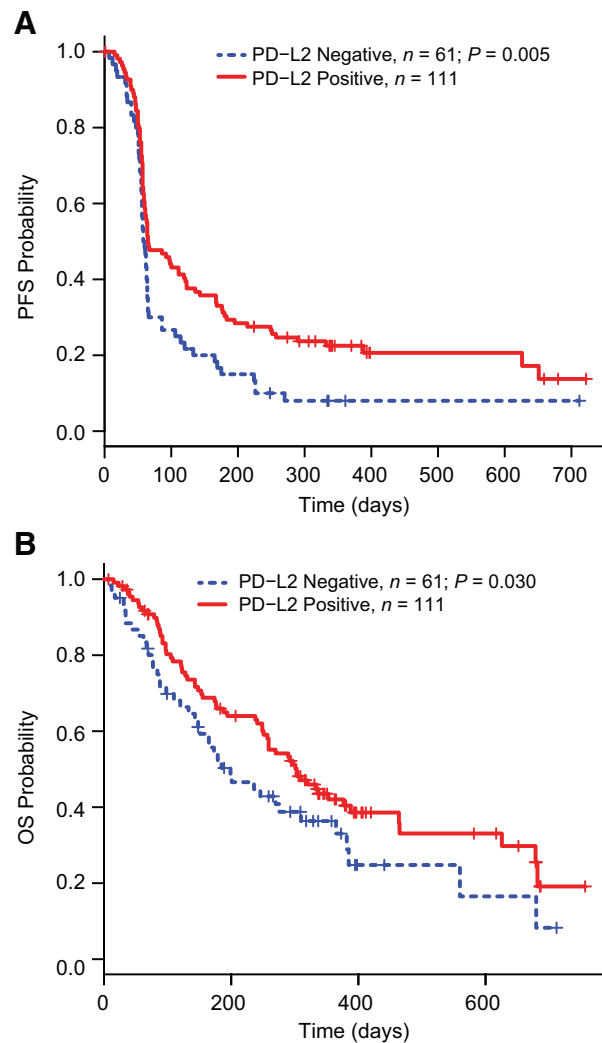 A
PD-L2 Negative, n = 61; P = 0.005
PD-L2 Positive, n = 111
1.0
0.8
0.6
0.4
0.2
0.0
PFS Probability
0 100 200 300 400 500 600 700
Time (days)
B
PD-L2 Negative, n = 61; P = 0.030
PD-L2 Positive, n = 111
1.0
0.8
0.6
0.4
0.2
0.0
OS Probability
0 200 400 600
Time (days)